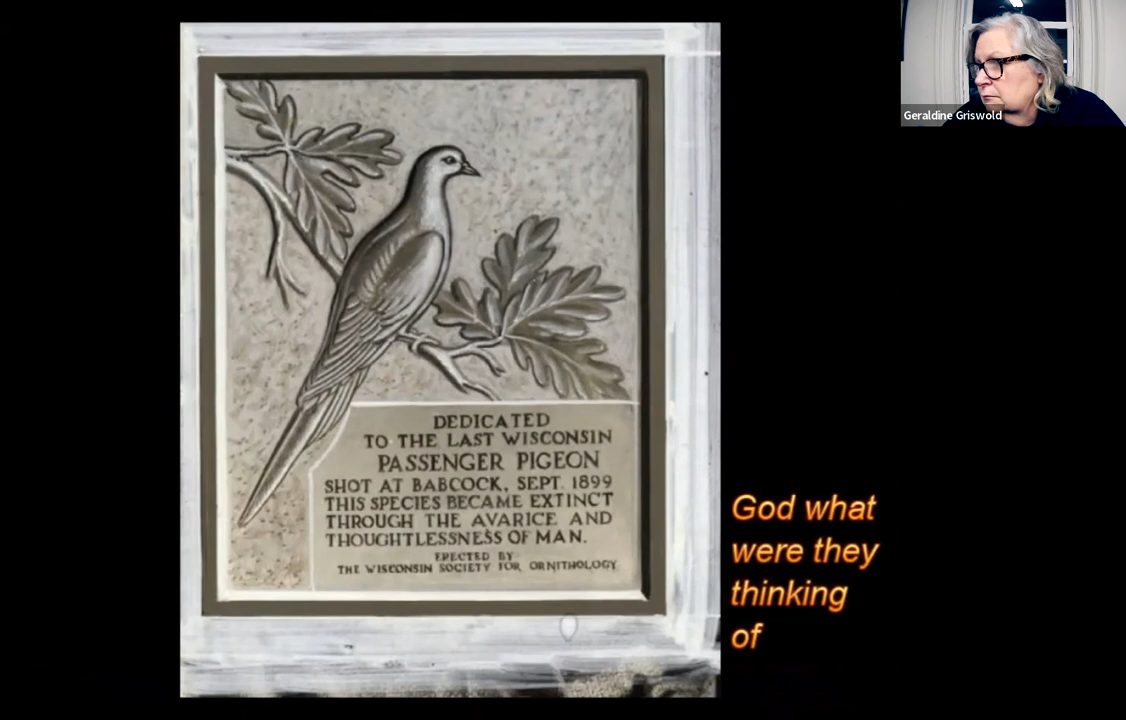 Geraldine Griswold
DEDICATED
TO THE LAST WISCONSIN
PASSENGER PIGEON
SHOT AT BABCOCK, SEPT. 1899
THIS SPECIES BECAME EXTINCT
THROUGH THE AVARICE AND
THOUGHTLESSNESS OF MAN.
ERECTED BY
THE WISCONSIN SOCIETY FOR ORNITHOLOGY
God what
were they
thinking
of